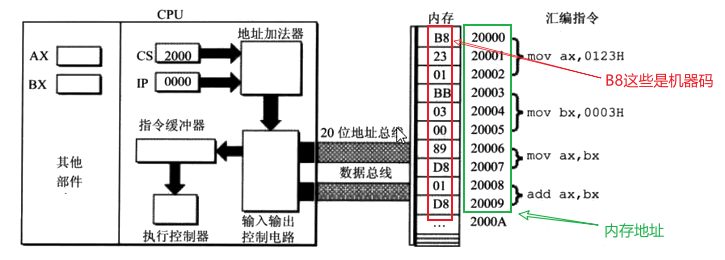 CPU
AX
BX
其他
部件
CS 2000
IP 0000
地址加法器
指令缓冲器
执行控制器
输入输出
控制电路
20 位地址总线
数据总线
内存
汇编指令
B8 20000
23 20001
01 20002
mov ax,0123H
BB 20003
03 20004
00 20005
mov bx,0003H
89 20006
D8 20007
mov ax,bx
01 20008
D8 20009
add ax,bx
… 2000A
B8这些是机器码
内存地址